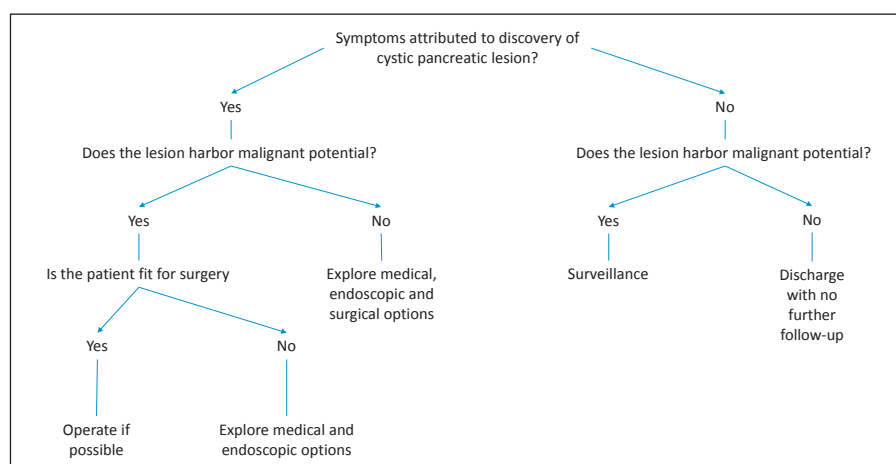 Symptoms attributed to discovery of
cystic pancreatic lesion?
Yes
No
Does the lesion harbor malignant potential?
Does the lesion harbor malignant potential?
Yes
No
Yes
No
Is the patient fit for surgery
Explore medical,
endoscopic and
surgical options
Surveillance
Discharge
with no
further
follow-up
Yes
No
Operate if
possible
Explore medical and
endoscopic options